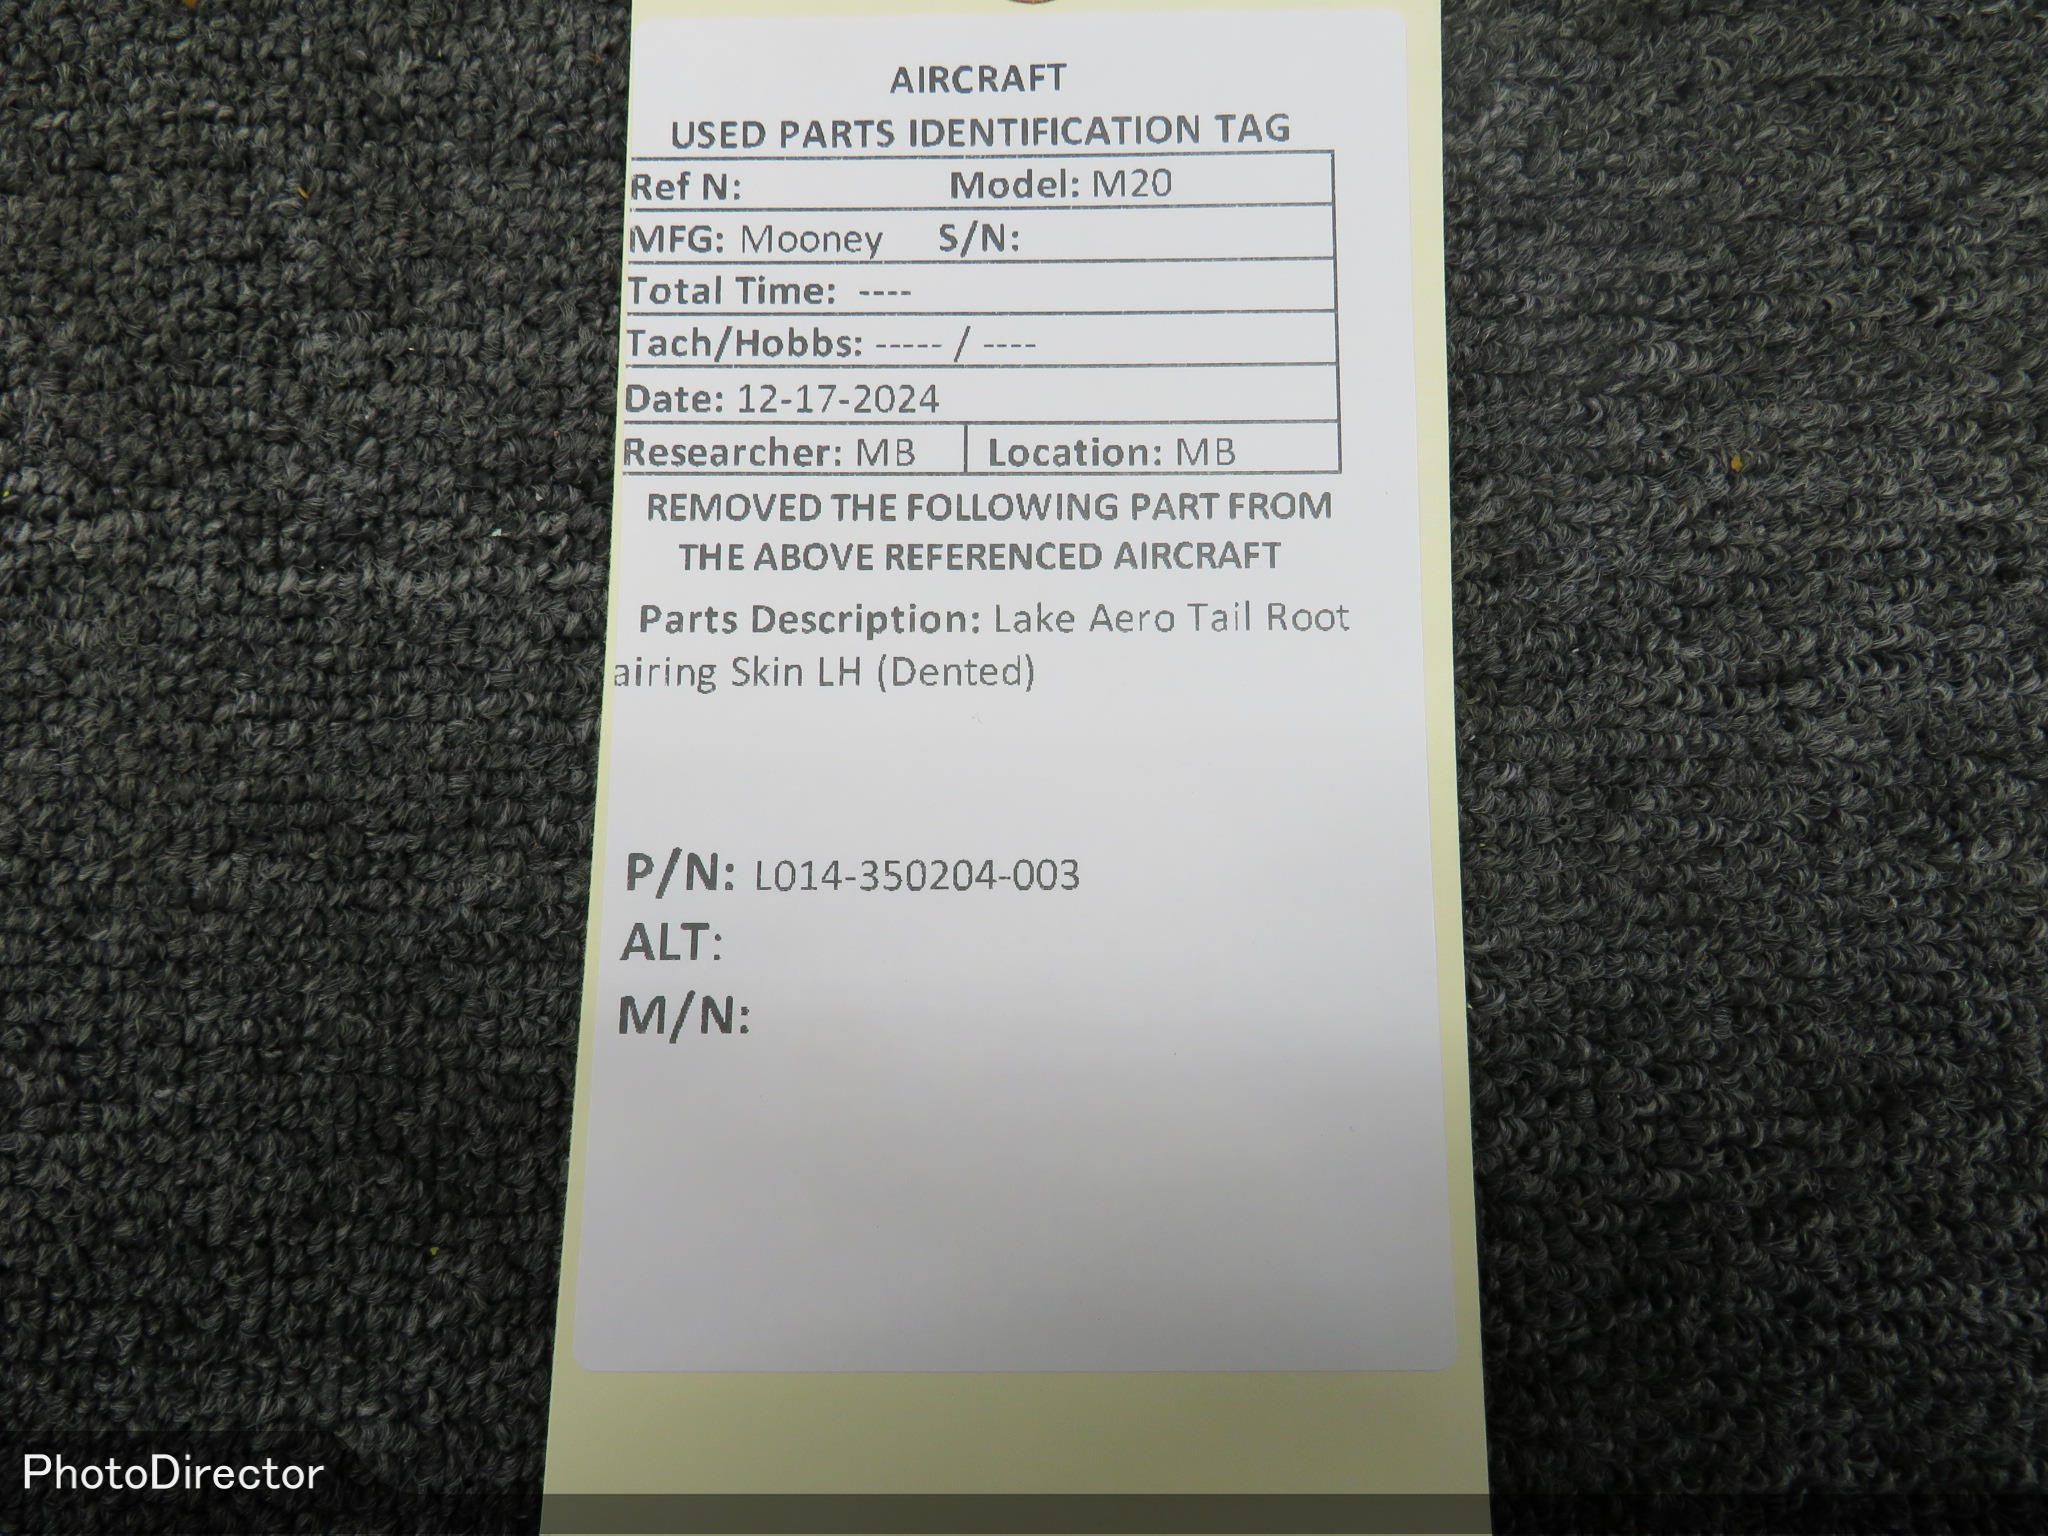 AIRCRAFT
USED PARTS IDENTIFICATION TAG
Ref N: Model: M20
MFG: Mooney S/N:
Total Time: ----
Tach/Hobbs: ----- / ----
Date: 12-17-2024
Researcher: MB Location: MB
REMOVED THE FOLLOWING PART FROM
THE ABOVE REFERENCED AIRCRAFT
Parts Description: Lake Aero Tail Root
airing Skin LH (Dented)
P/N: L014-350204-003
ALT:
M/N:
PhotoDirector